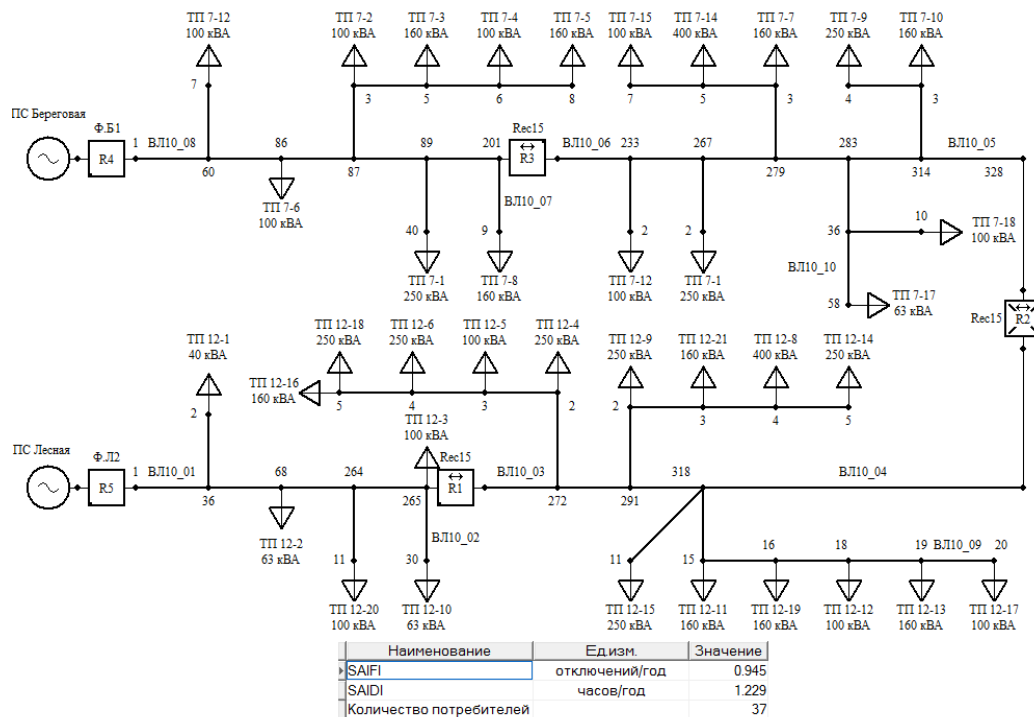 ТП 7-12
100 кВА
ТП 7-2
100 кВА
ТП 7-3
160 кВА
ТП 7-4
100 кВА
ТП 7-5
160 кВА
ТП 7-15
100 кВА
ТП 7-14
400 кВА
ТП 7-7
160 кВА
ТП 7-9
250 кВА
ТП 7-10
160 кВА
7
3
5
6
8
7
5
3
4
3
ПС Береговая
Ф.Б1
R4
1
ВЛ10_08
60
86
87
89
201
Rec15
R3
ВЛ10_06
233
267
279
283
314
ВЛ10_05
328
ТП 7-6
100 кВА
ВЛ10_07
40
9
2
2
36
10
ТП 7-18
100 кВА
ВЛ10_10
58
ТП 7-17
63 кВА
ТП 7-1
250 кВА
ТП 7-8
160 кВА
ТП 7-12
100 кВА
ТП 7-1
250 кВА
Rec15
R2
ТП 12-1
40 кВА
ТП 12-18
250 кВА
ТП 12-6
250 кВА
ТП 12-5
100 кВА
ТП 12-4
250 кВА
ТП 12-9
250 кВА
ТП 12-21
160 кВА
ТП 12-8
400 кВА
ТП 12-14
250 кВА
ТП 12-16
160 кВА
2
5
4
3
2
2
3
4
5
ТП 12-3
100 кВА
ПС Лесная
Ф.Л2
R5
1
ВЛ10_01
36
68
264
265
Rec15
R1
ВЛ10_03
272
291
318
ВЛ10_04
ТП 12-2
63 кВА
ВЛ10_02
11
30
11
15
16
18
19
ВЛ10_09
20
ТП 12-20
100 кВА
ТП 12-10
63 кВА
ТП 12-15
250 кВА
ТП 12-11
160 кВА
ТП 12-19
160 кВА
ТП 12-12
100 кВА
ТП 12-13
160 кВА
ТП 12-17
100 кВА
Наименование Ед.изм. Значение
SAIFI отключений/год 0.945
SAIDI часов/год 1.229
Количество потребителей 37